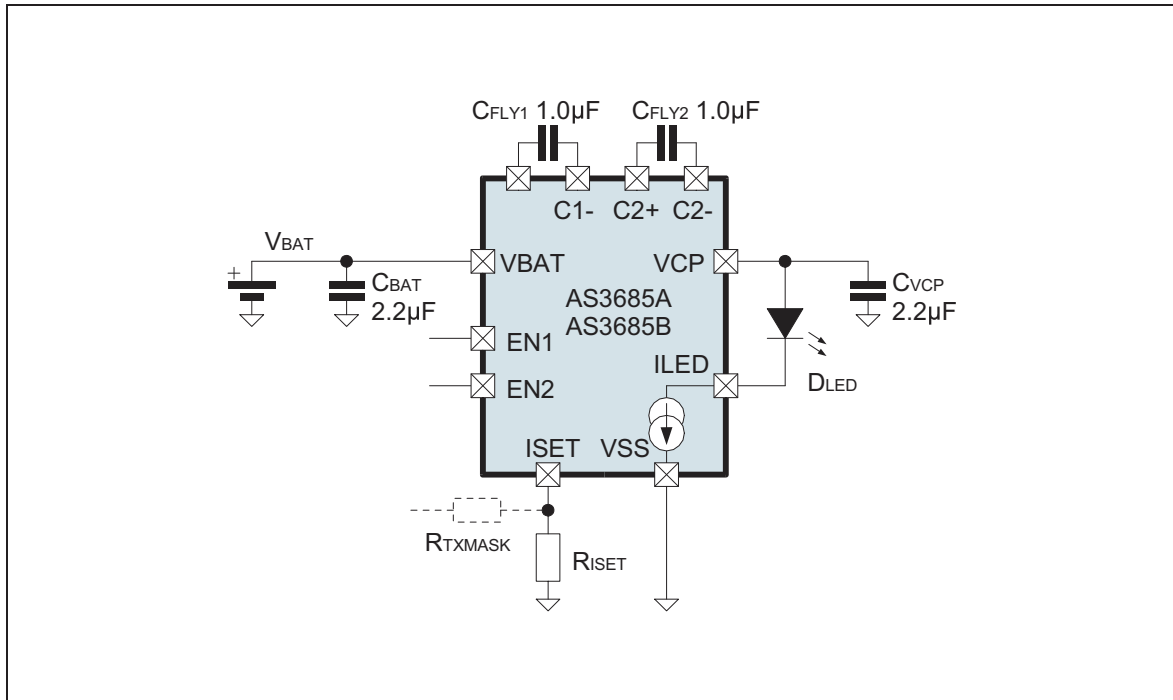 CFLY1 1.0µF
CFLY2 1.0µF
C1-
C2+
C2-
VBAT
+
CBAT
2.2µF
VBAT
VCP
AS3685A
AS3685B
CVCP
2.2µF
EN1
EN2
ILED
DLED
ISET
VSS
RTXMASK
RISET